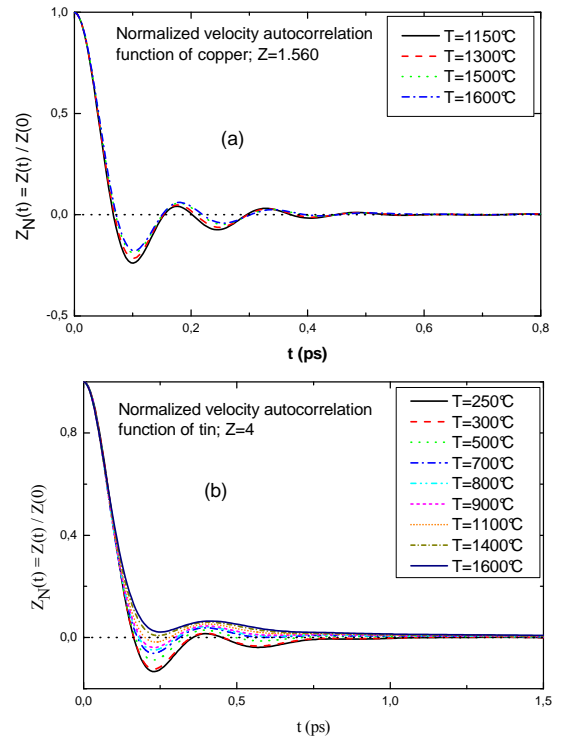 Normalized velocity autocorrelation
function of copper; Z=1.560
T=1150℃
T=1300℃
T=1500℃
T=1600℃
(a)
Z_N(t) = Z(t) / Z(0)
1,0
0,5
0,0
-0,5
0,0 0,2 0,4 0,6 0,8
t (ps)
Normalized velocity autocorrelation
function of tin; Z=4
T=250℃
T=300℃
T=500℃
T=700℃
T=800℃
T=900℃
T=1100℃
T=1400℃
T=1600℃
(b)
Z_N(t) = Z(t) / Z(0)
0,8
0,4
0,0
0,0 0,5 1,0 1,5
t (ps)